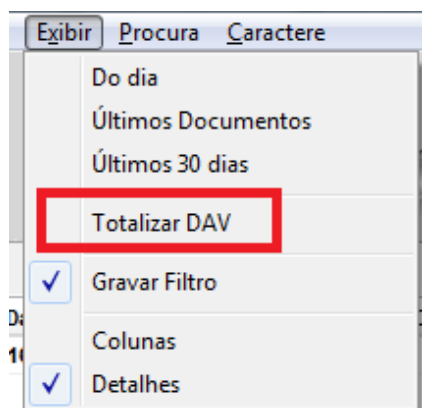 Exibir Procura Caractere
Do dia
Últimos Documentos
Últimos 30 dias
Totalizar DAV
Gravar Filtro
Colunas
Detalhes